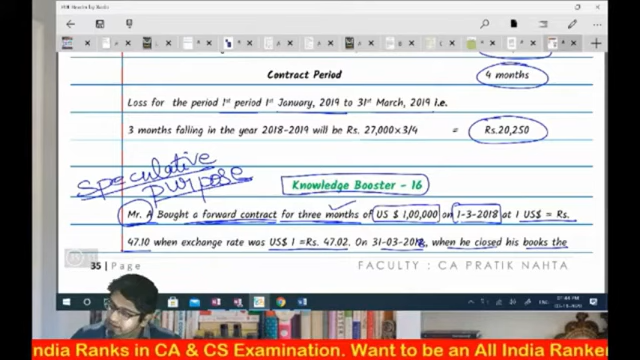 Contract Period
4 months
Loss for the period 1st period 1st January, 2019 to 31st March, 2019 i.e.
3 months falling in the year 2018-2019 will be Rs. 27,000×3/4 = Rs.20,250
speculative
purpose
Knowledge Booster - 16
Mr. A Bought a forward contract for three months of US $ 1,00,000 on 1-3-2018 at 1 US$ = Rs.
47.10 when exchange rate was US$ 1 =Rs. 47.02. On 31-03-2018, when he closed his books the
35 | Page
FACULTY : CA PRATIK NAHTA
India Ranks in CA & CS Examination. Want to be an All India Ranker